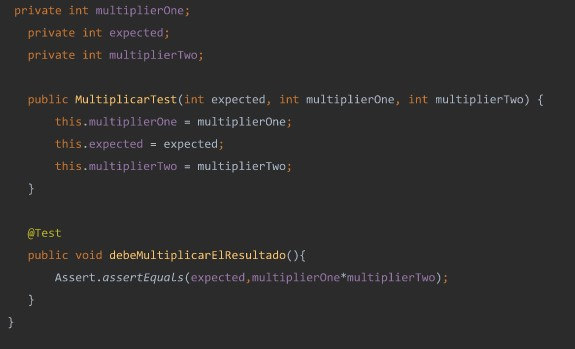 private int multiplierOne;
private int expected;
private int multiplierTwo;
public MultiplicarTest(int expected, int multiplierOne, int multiplierTwo) {
this.multiplierOne = multiplierOne;
this.expected = expected;
this.multiplierTwo = multiplierTwo;
}
@Test
public void debeMultiplicarElResultado(){
Assert.assertEquals(expected,multiplierOne*multiplierTwo);
}
}